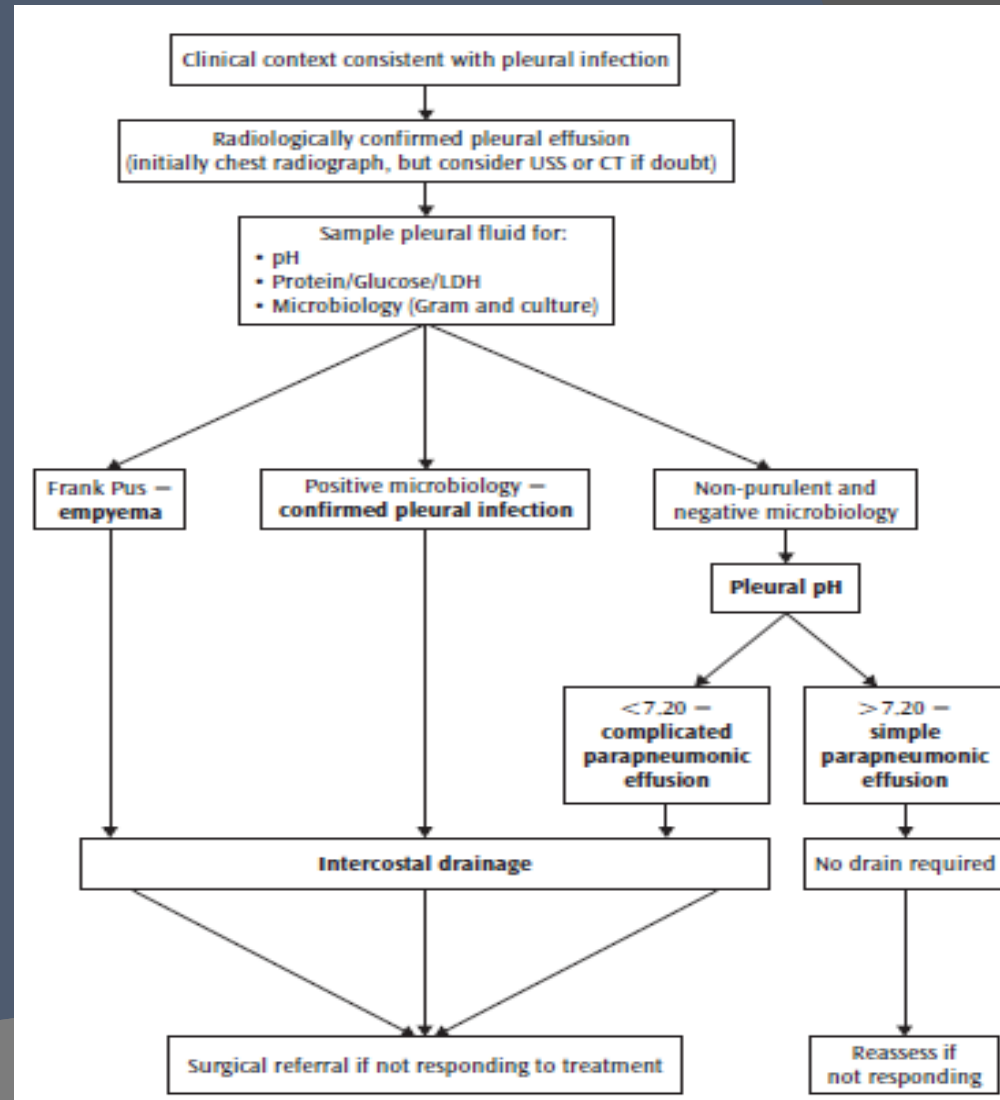 Clinical context consistent with pleural infection
Radiologically confirmed pleural effusion
(initially chest radiograph, but consider USS or CT if doubt)
Sample pleural fluid for:
• pH
• Protein/Glucose/LDH
• Microbiology (Gram and culture)
Frank Pus —
empyema
Positive microbiology —
confirmed pleural infection
Non-purulent and
negative microbiology
Pleural pH
<7.20 —
complicated
parapneumonic
effusion
>7.20 —
simple
parapneumonic
effusion
Intercostal drainage
No drain required
Surgical referral if not responding to treatment
Reassess if
not responding